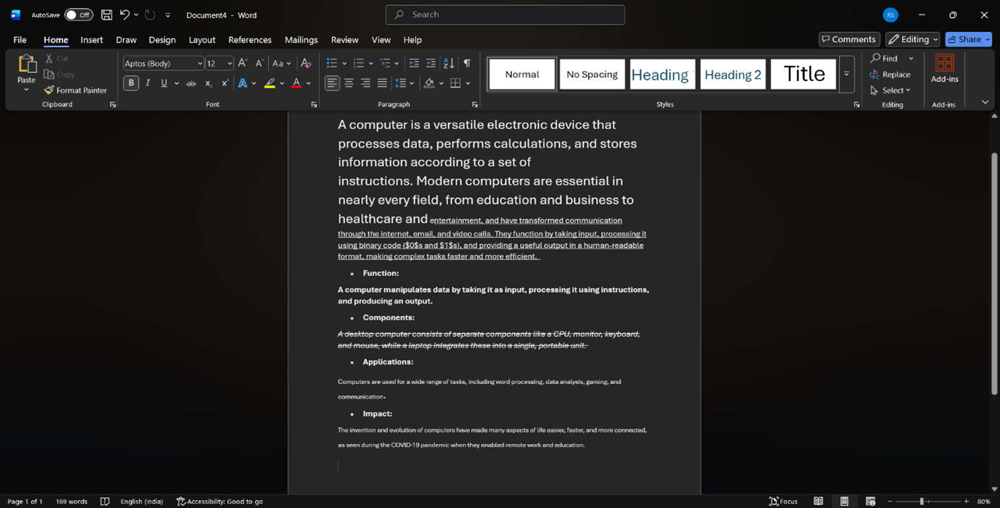 AutoSave Off Document4 - Word Search RS
File Home Insert Draw Design Layout References Mailings Review View Help Comments Editing Share
Paste Cut Copy Format Painter
Clipboard
Aptos (Body) 12 Aa
B I U ab x₂ x² A A
Font
Paragraph
Normal No Spacing Heading 1 Heading 2 Title
Styles
Find Replace Select
Editing
Add-ins
Add-ins
A computer is a versatile electronic device that
processes data, performs calculations, and stores
information according to a set of
instructions. Modern computers are essential in
nearly every field, from education and business to
healthcare and entertainment, and have transformed communication
through the internet, email, and video calls. They function by taking input, processing it
using binary code ($0$s and $1$s), and providing a useful output in a human-readable
format, making complex tasks faster and more efficient.
• Function:
A computer manipulates data by taking it as input, processing it using instructions,
and producing an output.
• Components:
A desktop computer consists of separate components like a CPU, monitor, keyboard,
and mouse, while a laptop integrates these into a single, portable unit.
• Applications:
Computers are used for a wide range of tasks, including word processing, data analysis, gaming, and
communication.
• Impact:
The invention and evolution of computers have made many aspects of life easier, faster, and more connected,
as seen during the COVID-19 pandemic when they enabled remote work and education.
Page 1 of 1 169 words English (India) Accessibility: Good to go Focus 80%